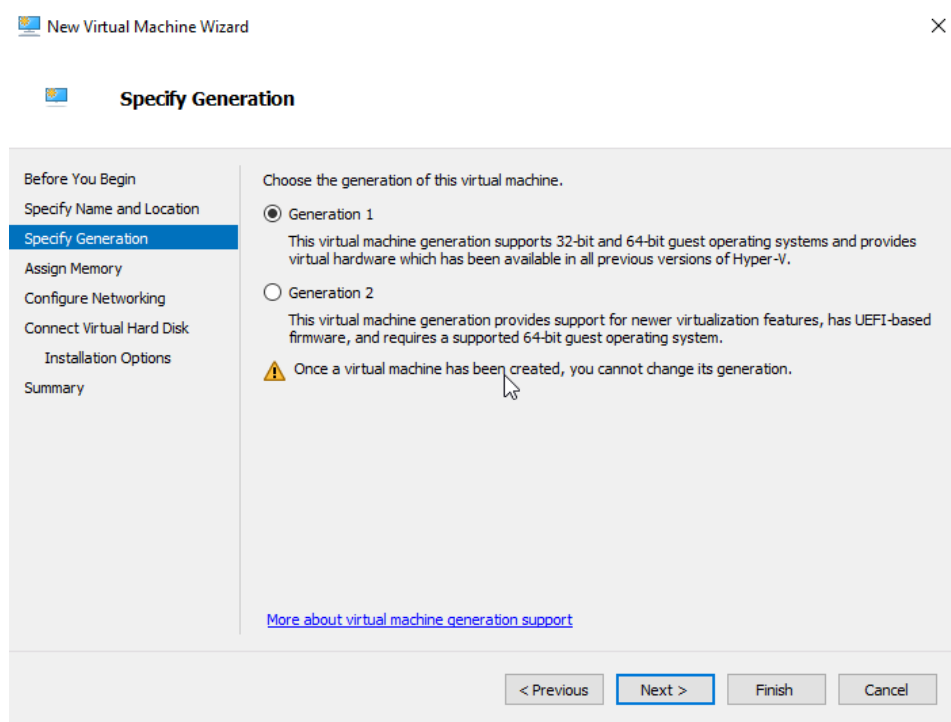 New Virtual Machine Wizard
Specify Generation
Before You Begin
Specify Name and Location
Specify Generation
Assign Memory
Configure Networking
Connect Virtual Hard Disk
Installation Options
Summary
Choose the generation of this virtual machine.
Generation 1
This virtual machine generation supports 32-bit and 64-bit guest operating systems and provides
virtual hardware which has been available in all previous versions of Hyper-V.
Generation 2
This virtual machine generation provides support for newer virtualization features, has UEFI-based
firmware, and requires a supported 64-bit guest operating system.
Once a virtual machine has been created, you cannot change its generation.
More about virtual machine generation support
< Previous
Next >
Finish
Cancel